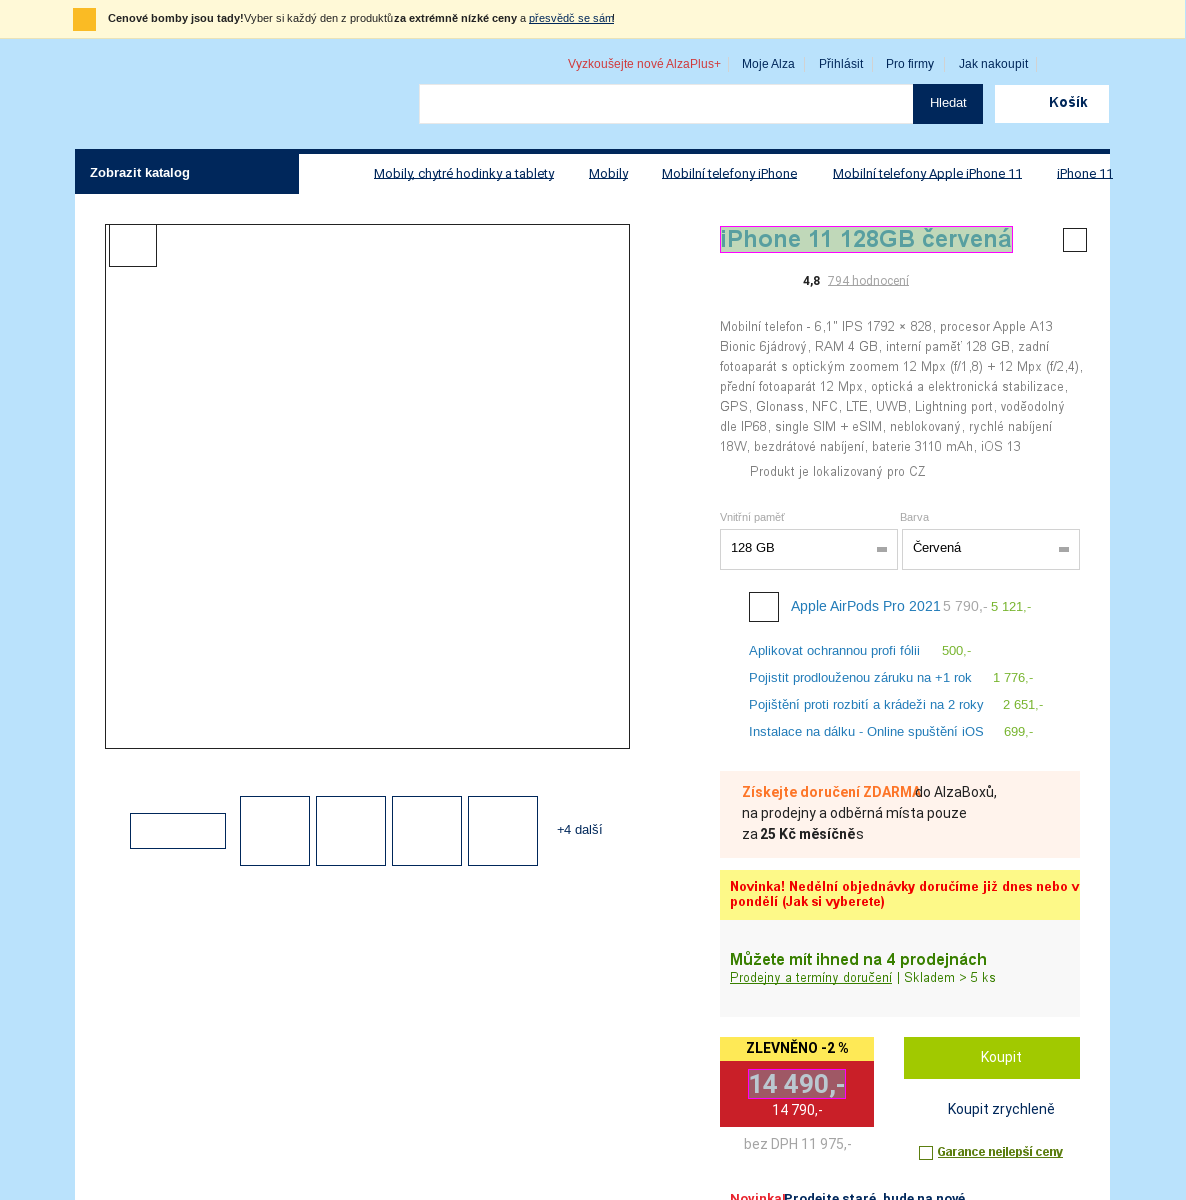 Cenové bomby jsou tady!Vyber si každý den z produktů za extrémně nízké ceny a přesvědč se sám!
Vyzkoušejte nové AlzaPlus+ Moje Alza Přihlásit Pro firmy Jak nakoupit
Hledat Košík
Zobrazit katalog Mobily, chytré hodinky a tablety Mobily Mobilní telefony iPhone Mobilní telefony Apple iPhone 11 iPhone 11
iPhone 11 128GB červená
4,8 794 hodnocení
Mobilní telefon - 6,1" IPS 1792 × 828, procesor Apple A13
Bionic 6jádrový, RAM 4 GB, interní paměť 128 GB, zadní
fotoaparát s optickým zoomem 12 Mpx (f/1,8) + 12 Mpx (f/2,4),
přední fotoaparát 12 Mpx, optická a elektronická stabilizace,
GPS, Glonass, NFC, LTE, UWB, Lightning port, voděodolný
dle IP68, single SIM + eSIM, neblokovaný, rychlé nabíjení
18W, bezdrátové nabíjení, baterie 3110 mAh, iOS 13
Produkt je lokalizovaný pro CZ
Vnitřní paměť Barva
128 GB Červená
Apple AirPods Pro 2021 5 790,- 5 121,-
Aplikovat ochrannou profi fólii 500,-
Pojistit prodlouženou záruku na +1 rok 1 776,-
Pojištění proti rozbití a krádeži na 2 roky 2 651,-
Instalace na dálku - Online spuštění iOS 699,-
Získejte doručení ZDARMA do AlzaBoxů,
na prodejny a odběrná místa pouze
za 25 Kč měsíčně s
+4 další
Novinka! Nedělní objednávky doručíme již dnes nebo v
pondělí (Jak si vyberete)
Můžete mít ihned na 4 prodejnách
Prodejny a termíny doručení | Skladem > 5 ks
ZLEVNĚNO -2 %
14 490,-
14 790,-
bez DPH 11 975,-
Koupit
Koupit zrychleně
Garance nejlepší ceny
Novinka! Prodejte staré, bude na nové